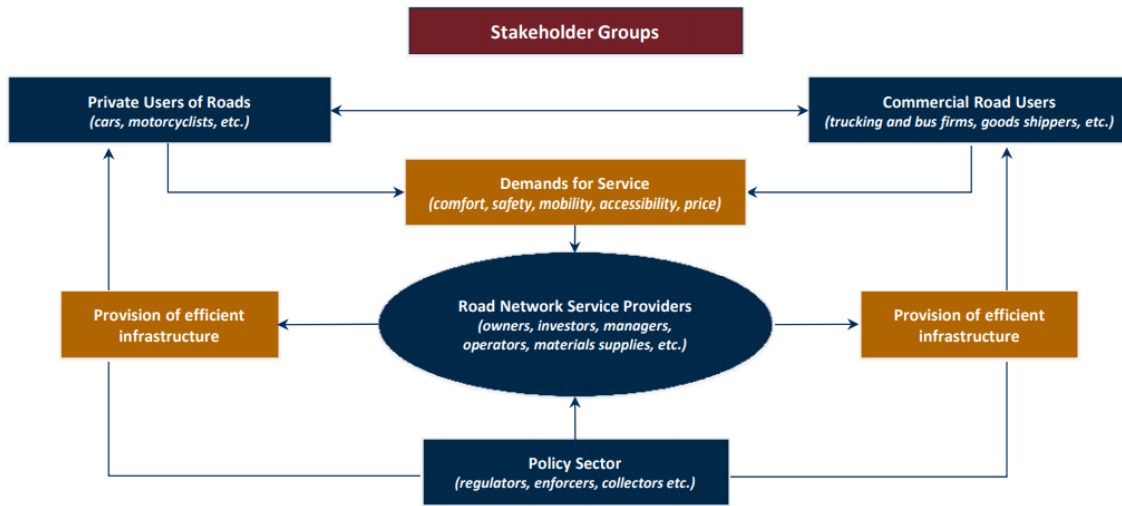 Stakeholder Groups
Private Users of Roads
(cars, motorcyclists, etc.)
Commercial Road Users
(trucking and bus firms, goods shippers, etc.)
Demands for Service
(comfort, safety, mobility, accessibility, price)
Provision of efficient
infrastructure
Road Network Service Providers
(owners, investors, managers,
operators, materials supplies, etc.)
Provision of efficient
infrastructure
Policy Sector
(regulators, enforcers, collectors etc.)